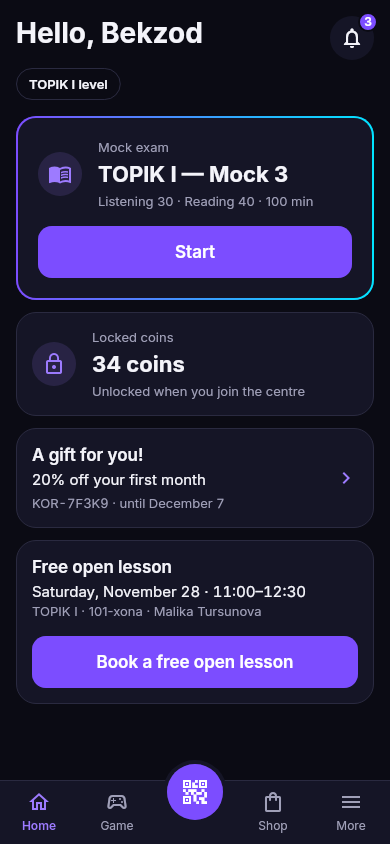 Hello, Bekzod
3
TOPIK I level
Mock exam
TOPIK I — Mock 3
Listening 30 · Reading 40 · 100 min
Start
Locked coins
34 coins
Unlocked when you join the centre
A gift for you!
20% off your first month
KOR-7F3K9 · until December 7
Free open lesson
Saturday, November 28 · 11:00–12:30
TOPIK I · 101-xona · Malika Tursunova
Book a free open lesson
Home
Game
Shop
More